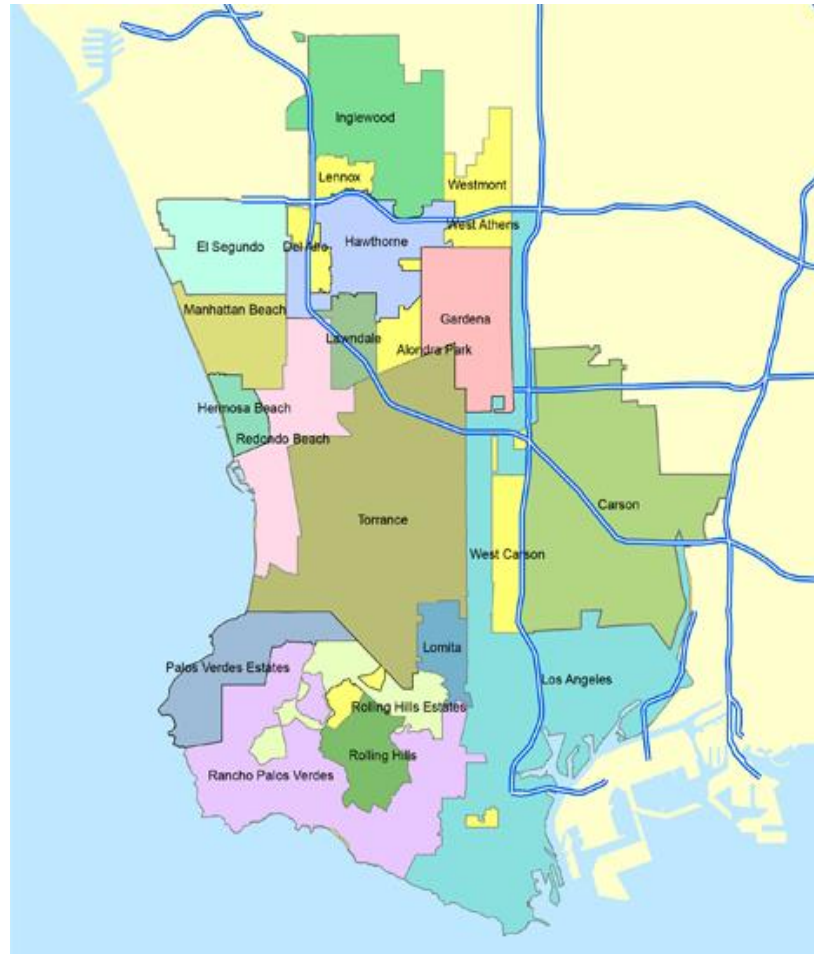 Inglewood
Lennox
Westmont
West Athens
El Segundo
Del Aire
Hawthorne
Manhattan Beach
Gardena
Lawndale
Alondra Park
Hermosa Beach
Redondo Beach
Carson
Torrance
West Carson
Lomita
Palos Verdes Estates
Los Angeles
Rolling Hills Estates
Rolling Hills
Rancho Palos Verdes